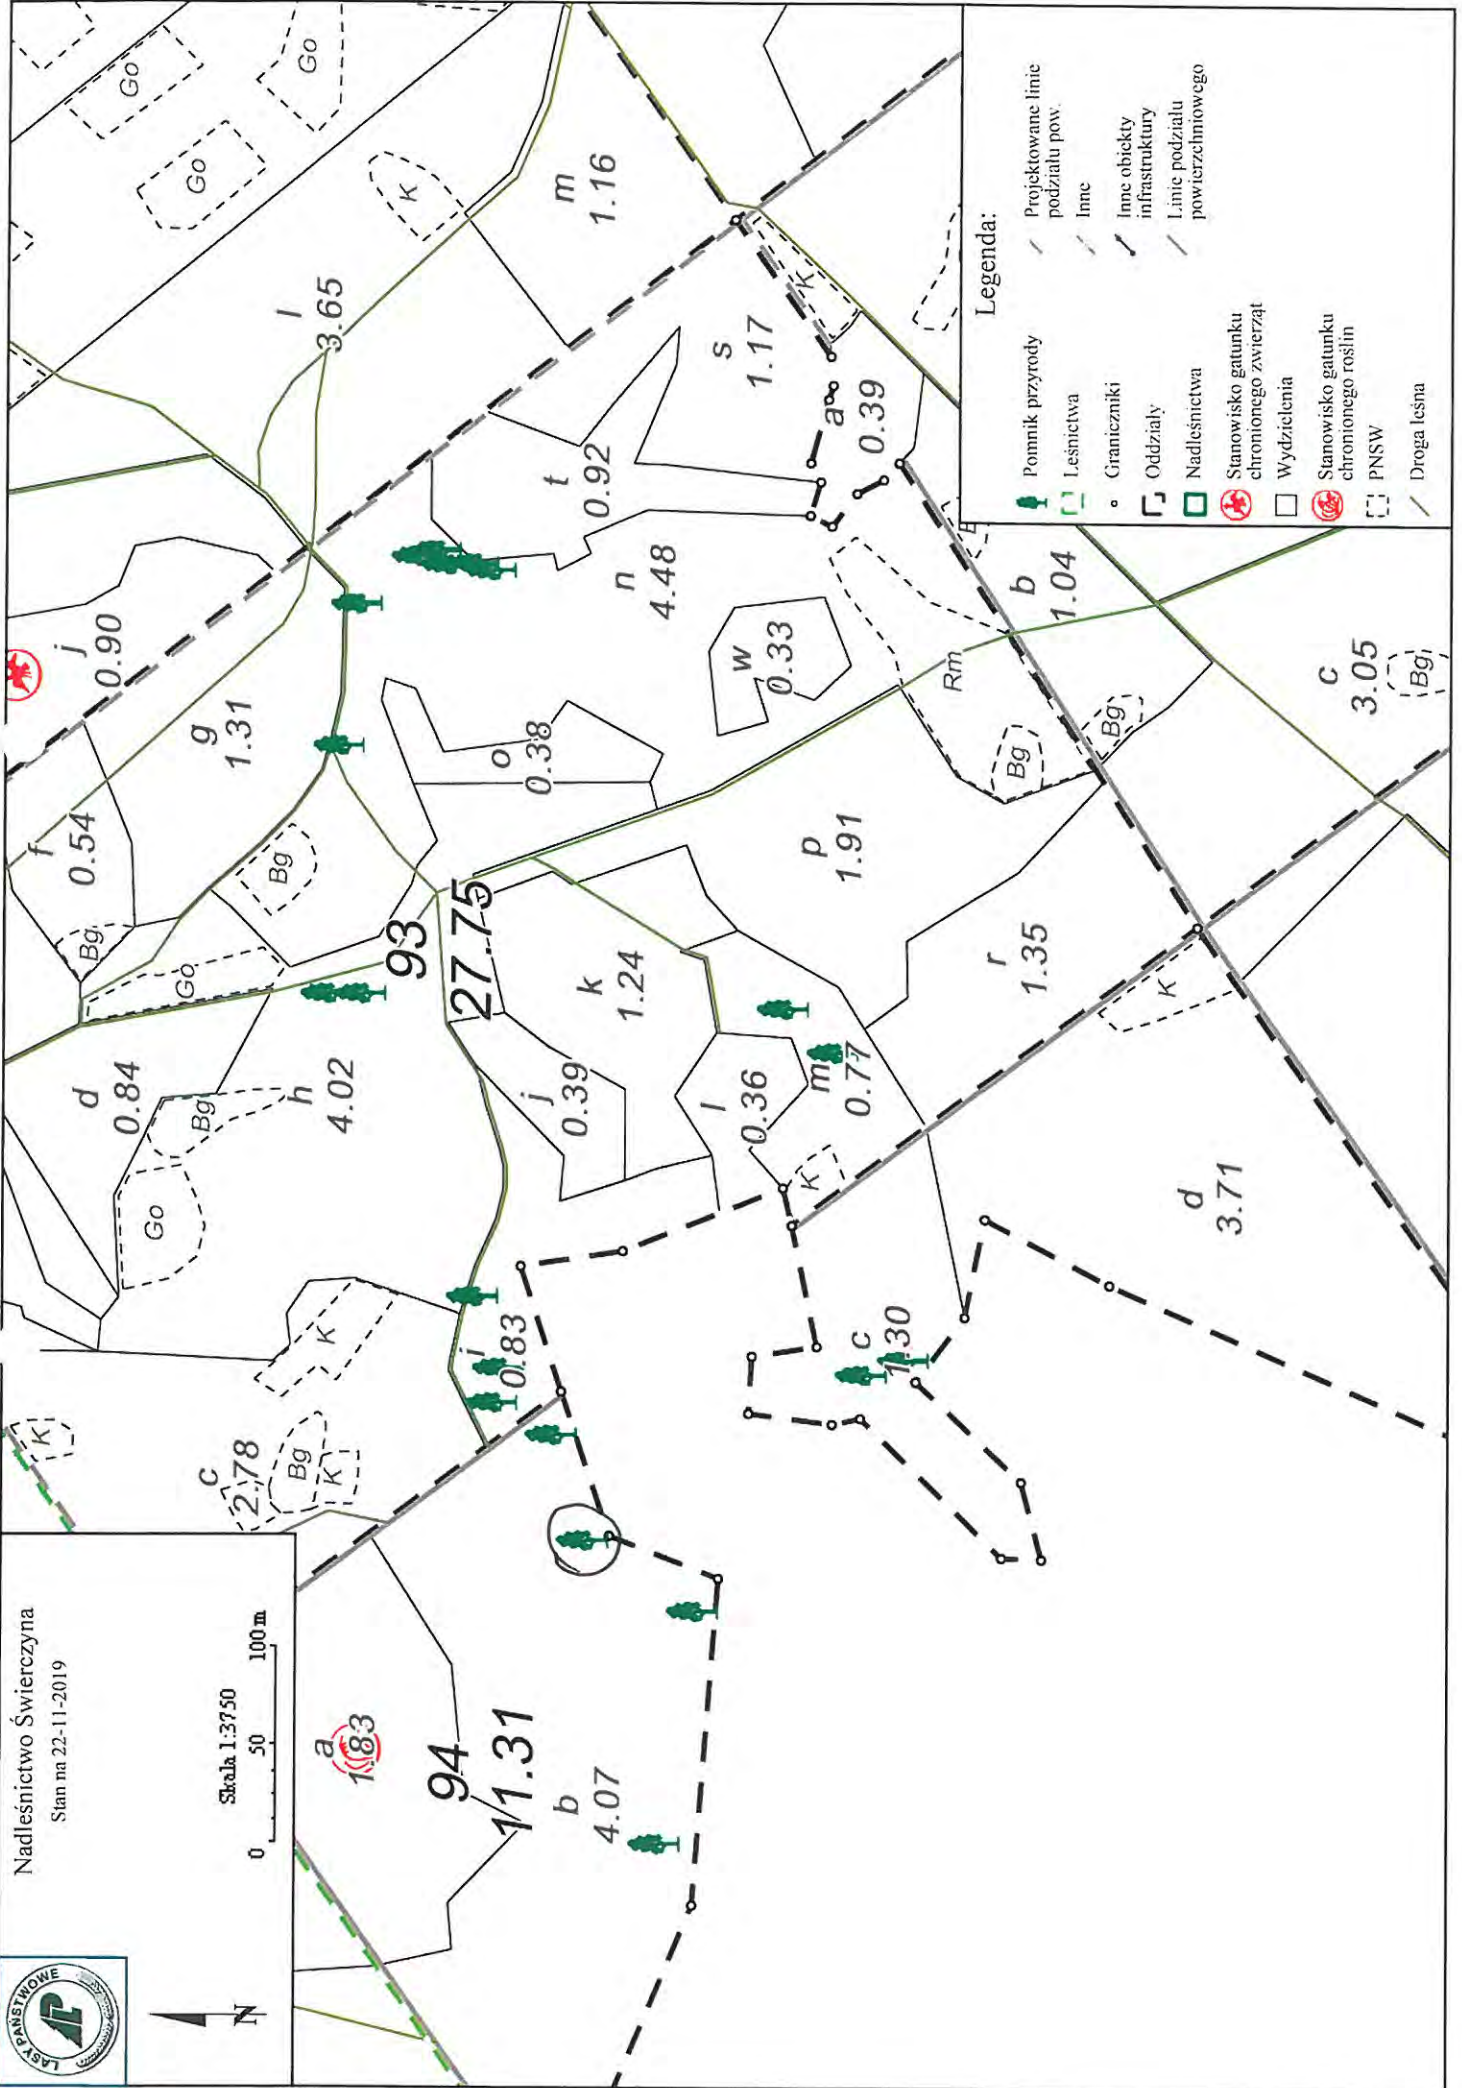 LASY PAŃSTWOWE
LP
N
Nadleśnictwo Świerczyna
Stan na 22-11-2019
Skala 1:3750
0 50 100 m
a
1.83
94
11.31
b
4.07
c
2.78
K
Bg
K
K
i
0.83
Go
Bg
d
0.84
h
4.02
Go
Bg
f
0.54
Bg
g
1.31
j
0.90
93
27.75
j
0.39
k
1.24
l
0.36
m
0.77
K
o
0.38
n
4.48
w
0.33
t
0.92
s
1.17
a
0.39
K
l
3.65
m
1.16
K
Go
Go
Go
p
1.91
r
1.35
K
Rm
Bg
Bg
b
1.04
c
3.05
Bg
c
1.30
d
3.71
Legenda:
Pomnik przyrody
Leśnictwa
Graniczniki
Oddziały
Nadleśnictwa
Stanowisko gatunku
chronionego zwierząt
Wydzielenia
Stanowisko gatunku
chronionego roślin
PNSW
Droga leśna
Projektowane linie
podziału pow.
Inne
Inne obiekty
infrastruktury
Linie podziału
powierzchniowego